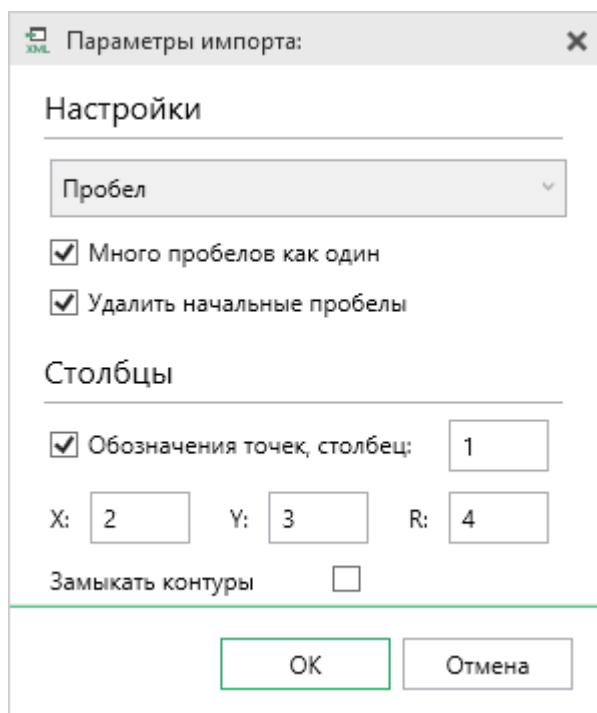 XML Параметры импорта:
Настройки
Пробел
Много пробелов как один
Удалить начальные пробелы
Столбцы
Обозначения точек, столбец: 1
X: 2 Y: 3 R: 4
Замыкать контуры
OK Отмена